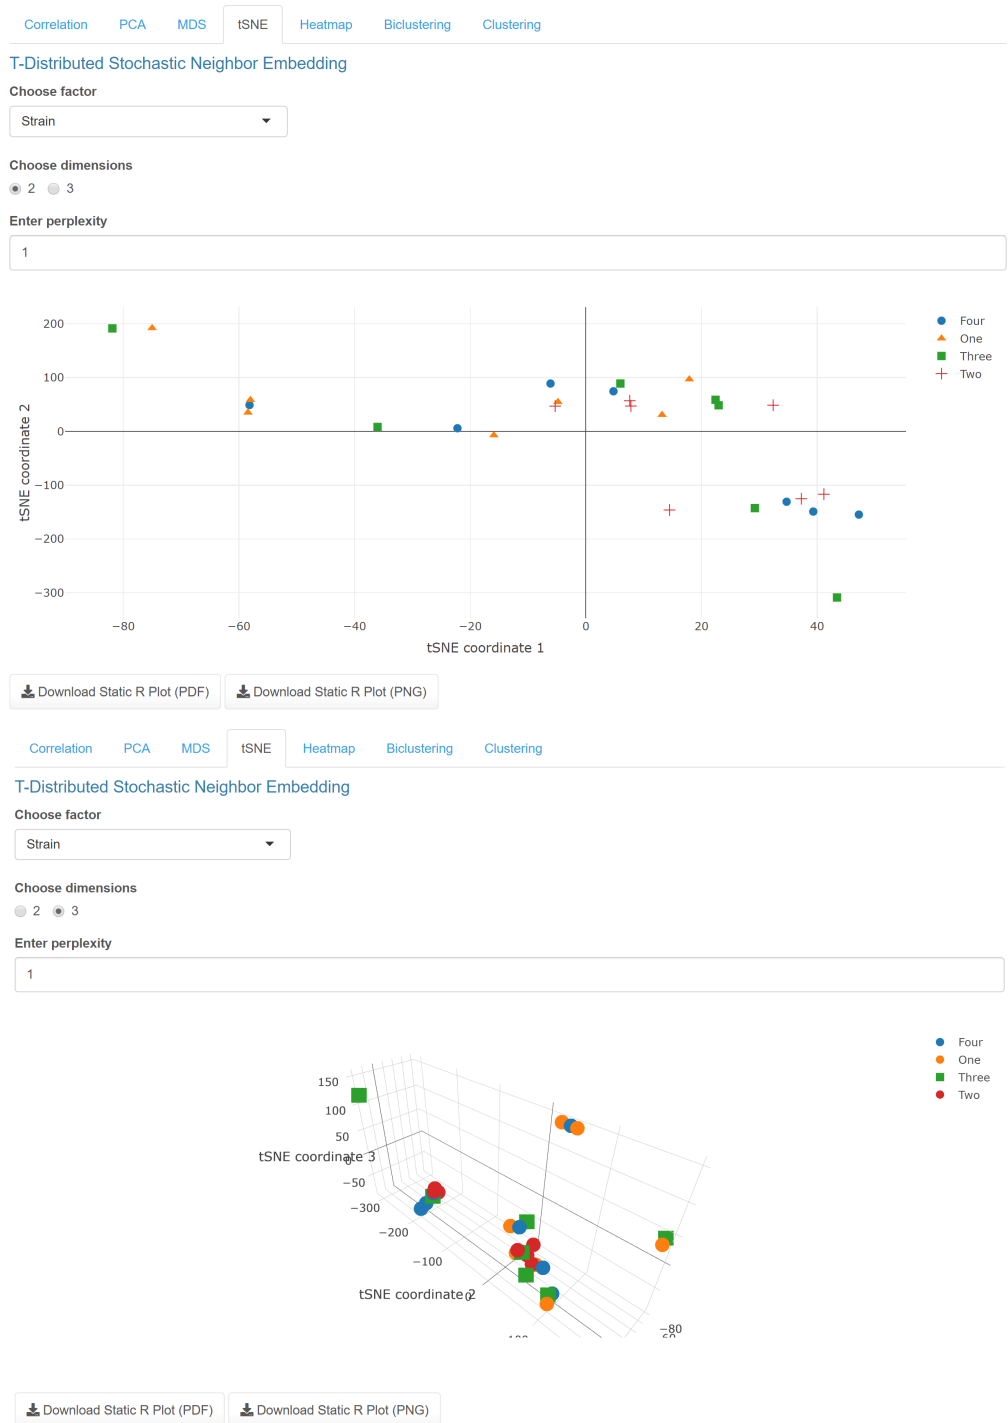 Correlation PCA MDS tSNE Heatmap Biclustering Clustering
T-Distributed Stochastic Neighbor Embedding
Choose factor
Strain
Choose dimensions
2 3
Enter perplexity
1
200
100
0
−100
−200
−300
tSNE coordinate 2
−80 −60 −40 −20 0 20 40
tSNE coordinate 1
Four
One
Three
Two
Download Static R Plot (PDF) Download Static R Plot (PNG)
Correlation PCA MDS tSNE Heatmap Biclustering Clustering
T-Distributed Stochastic Neighbor Embedding
Choose factor
Strain
Choose dimensions
2 3
Enter perplexity
1
Four
One
Three
Two
150
100
50
0
−50
tSNE coordinate 3
−300
−200
−100
0
tSNE coordinate 2
−80
Download Static R Plot (PDF) Download Static R Plot (PNG)